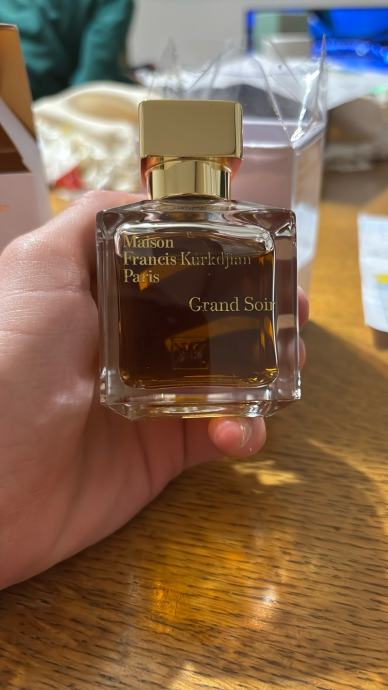 Maison
Francis Kurkdjian
Paris
Grand Soir